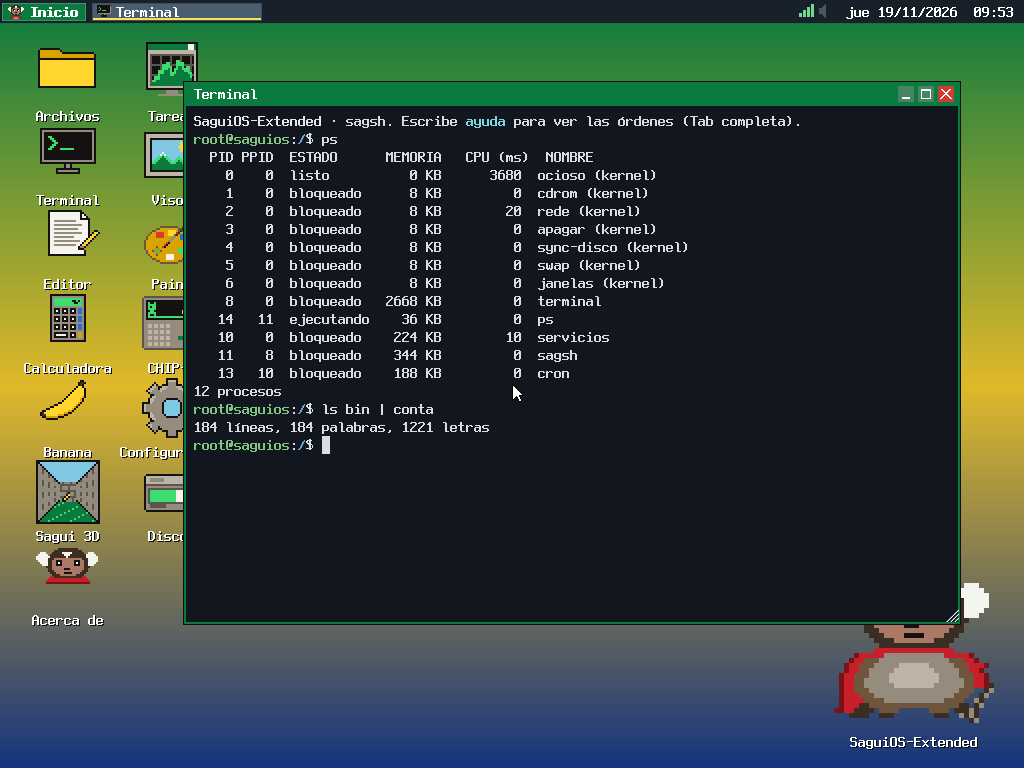 Inicio
Terminal
jue 19/11/2026 09:53
Archivos
Terminal
Editor
Calculadora
CHIP-
Banana
Sagui 3D
Acerca de
Terminal
SaguiOS-Extended · sagsh. Escribe ayuda para ver las órdenes (Tab completa).
root@saguios:/$ ps
PID PPID ESTADO MEMORIA CPU (ms) NOMBRE
0 0 listo 0 KB 3680 ocioso (kernel)
1 0 bloqueado 8 KB 0 cdrom (kernel)
2 0 bloqueado 8 KB 20 rede (kernel)
3 0 bloqueado 8 KB 0 apagar (kernel)
4 0 bloqueado 8 KB 0 sync-disco (kernel)
5 0 bloqueado 8 KB 0 swap (kernel)
6 0 bloqueado 8 KB 0 janelas (kernel)
8 0 bloqueado 2668 KB 0 terminal
14 11 ejecutando 36 KB 0 ps
10 0 bloqueado 224 KB 10 servicios
11 8 bloqueado 344 KB 0 sagsh
13 10 bloqueado 188 KB 0 cron
12 procesos
root@saguios:/$ ls bin | conta
184 líneas, 184 palabras, 1221 letras
root@saguios:/$
SaguiOS-Extended